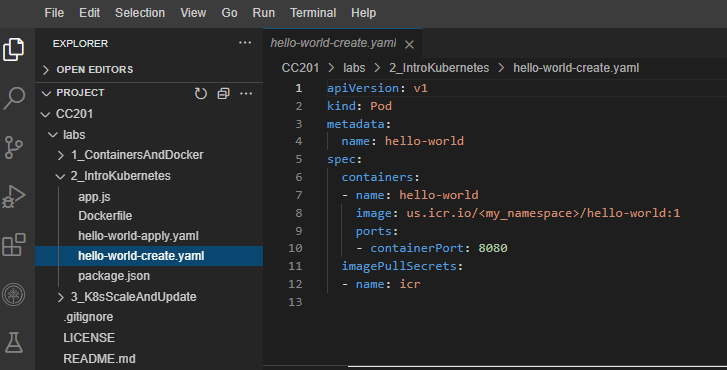 File Edit Selection View Go Run Terminal Help
EXPLORER ...
OPEN EDITORS
PROJECT ...
CC201
labs
1_ContainersAndDocker
2_IntroKubernetes
app.js
Dockerfile
hello-world-apply.yaml
hello-world-create.yaml
package.json
3_K8sScaleAndUpdate
.gitignore
LICENSE
README.md
hello-world-create.yaml ×
CC201 > labs > 2_IntroKubernetes > hello-world-create.yaml
1 apiVersion: v1
2 kind: Pod
3 metadata:
4 name: hello-world
5 spec:
6 containers:
7 - name: hello-world
8 image: us.icr.io/<my_namespace>/hello-world:1
9 ports:
10 - containerPort: 8080
11 imagePullSecrets:
12 - name: icr
13